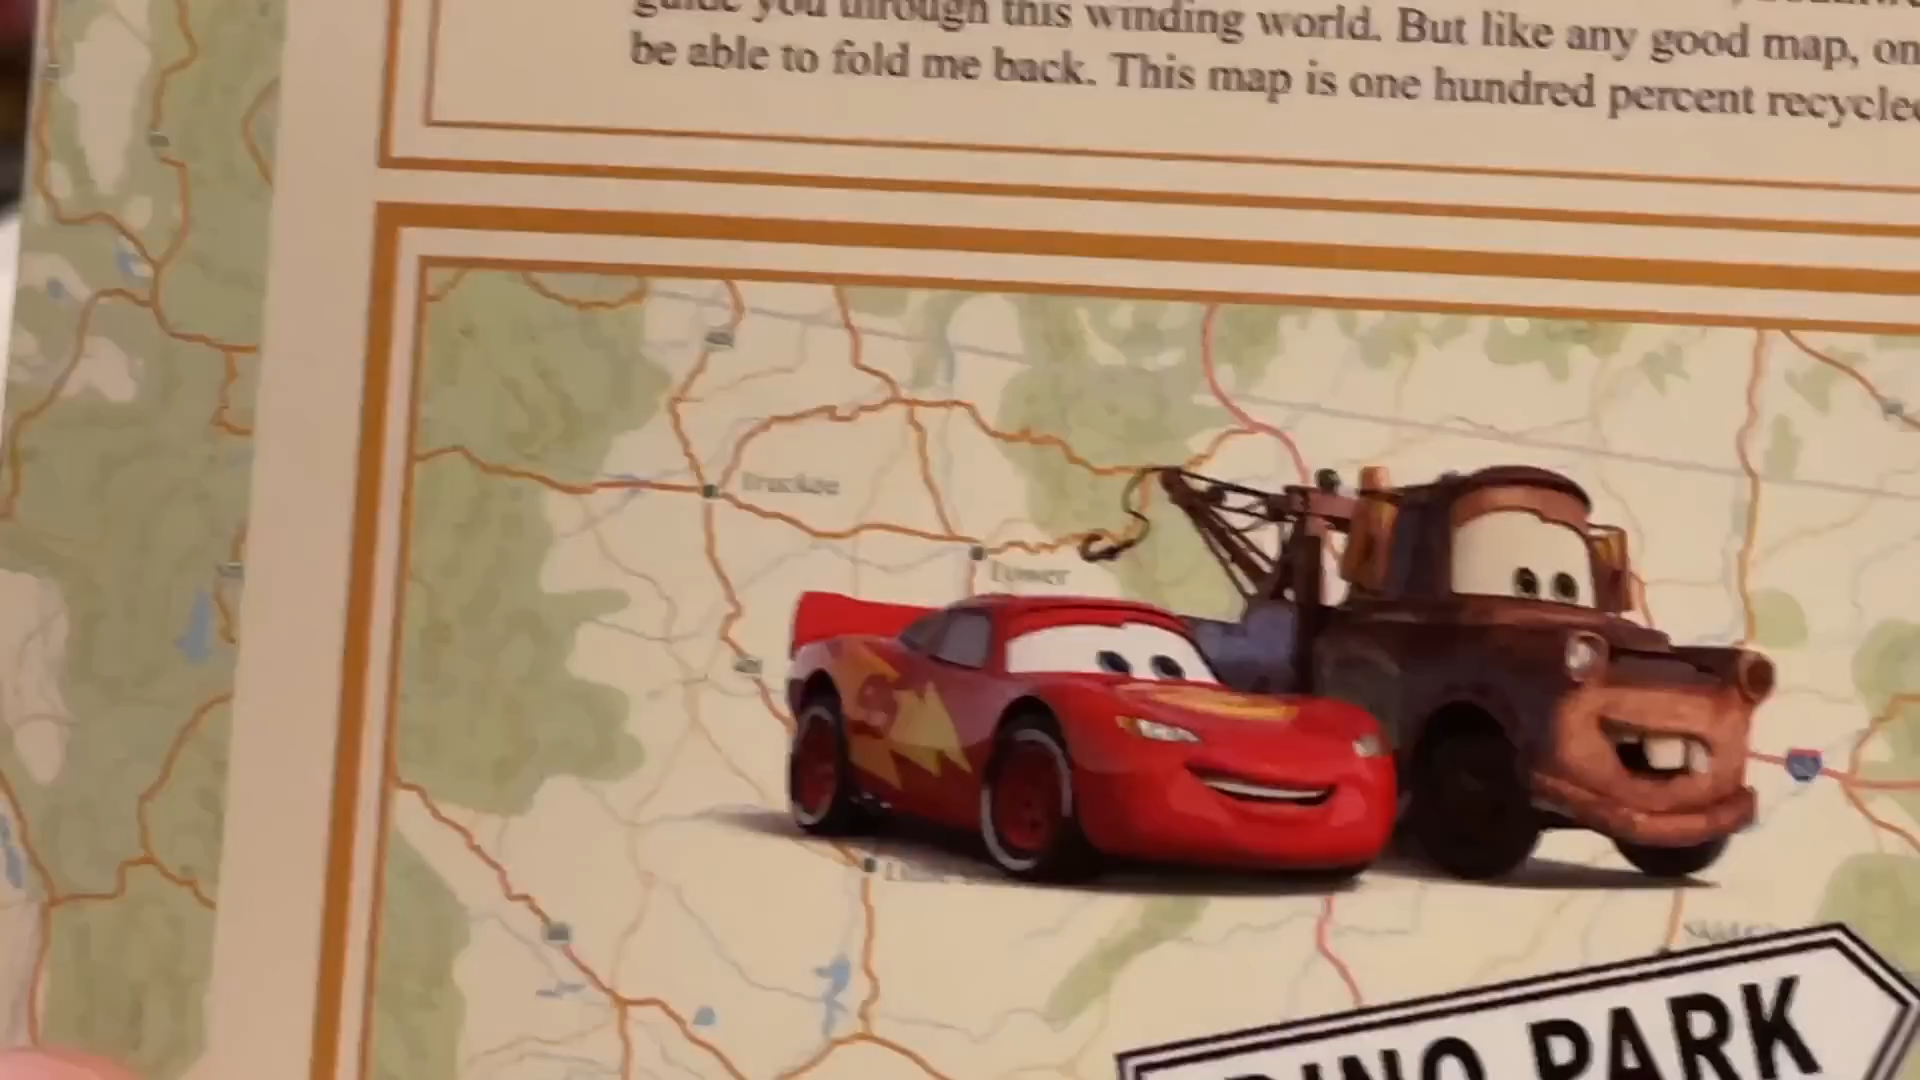 guide you through this winding world. But like any good map, on
be able to fold me back. This map is one hundred percent recycled
Truckee
Tower
DINO PARK